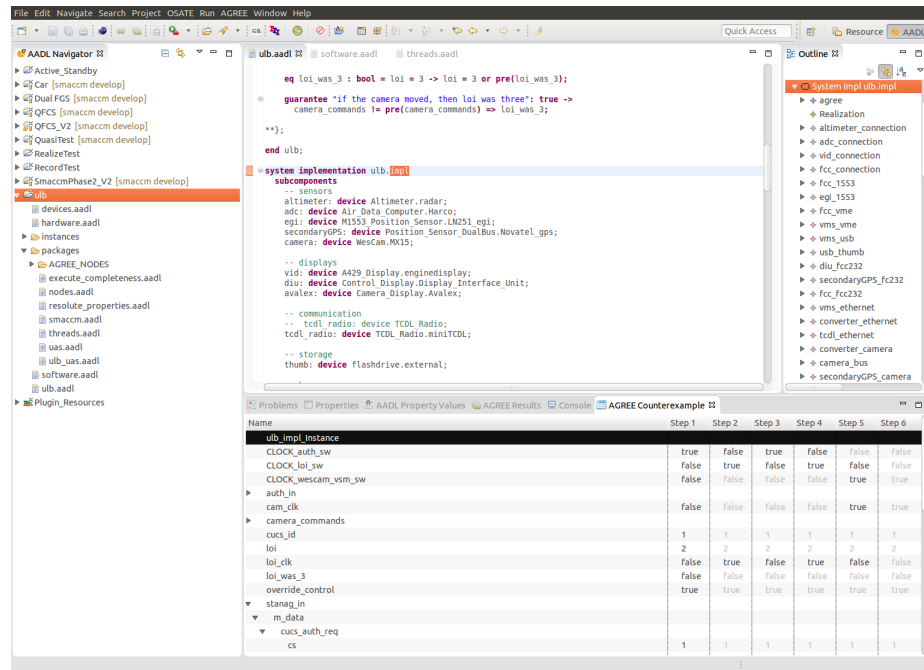 File Edit Navigate Search Project OSATE Run AGREE Window Help
Quick Access Resource AADL
AADL Navigator
Active_Standby
Car [smaccm develop]
Dual FGS [smaccm develop]
QFCS [smaccm develop]
QFCS_V2 [smaccm develop]
QuasiTest [smaccm develop]
RealizeTest
RecordTest
SmaccmPhase2_V2 [smaccm develop]
ulb
devices.aadl
hardware.aadl
instances
packages
AGREE_NODES
execute_completeness.aadl
nodes.aadl
resolute_properties.aadl
smaccm.aadl
threads.aadl
uas.aadl
ulb_uas.aadl
software.aadl
ulb.aadl
Plugin_Resources
ulb.aadl software.aadl threads.aadl
eq loi_was_3 : bool = loi = 3 -> loi = 3 or pre(loi_was_3);
guarantee "if the camera moved, then loi was three": true ->
camera_commands != pre(camera_commands) => loi_was_3;
**};
end ulb;
system implementation ulb.impl
subcomponents
-- sensors
altimeter: device Altimeter.radar;
adc: device Air_Data_Computer.Harco;
egi: device M1553_Position_Sensor.LN251_egi;
secondaryGPS: device Position_Sensor_DualBus.Novatel_gps;
camera: device WesCam.MX15;
-- displays
vid: device A429_Display.enginedisplay;
diu: device Control_Display.Display_Interface_Unit;
avalex: device Camera_Display.Avalex;
-- communication
-- tcdl_radio: device TCDL_Radio;
tcdl_radio: device TCDL_Radio.miniTCDL;
-- storage
thumb: device flashdrive.external;
Outline
System Impl ulb.impl
agree
Realization
altimeter_connection
adc_connection
vid_connection
fcc_connection
fcc_1553
egi_1553
fcc_vme
vms_vme
vms_usb
usb_thumb
diu_fcc232
secondaryGPS_fc232
fcc_fcc232
vms_ethernet
converter_ethernet
tcdl_ethernet
converter_camera
camera_bus
secondaryGPS_camera
Problems Properties AADL Property Values AGREE Results Console AGREE Counterexample
Name Step 1 Step 2 Step 3 Step 4 Step 5 Step 6
ulb_impl_Instance
CLOCK_auth_sw true false true false false false
CLOCK_loi_sw false true false true false false
CLOCK_wescam_vsm_sw false false false false true true
auth_in
cam_clk false false false false true true
camera_commands
cucs_id 1 1 1 1 1 1
loi 2 2 2 2 2 2
loi_clk false true false true false false
loi_was_3 false false false false false false
override_control true true true true true true
stanag_in
m_data
cucs_auth_req
cs 1 1 1 1 1 1